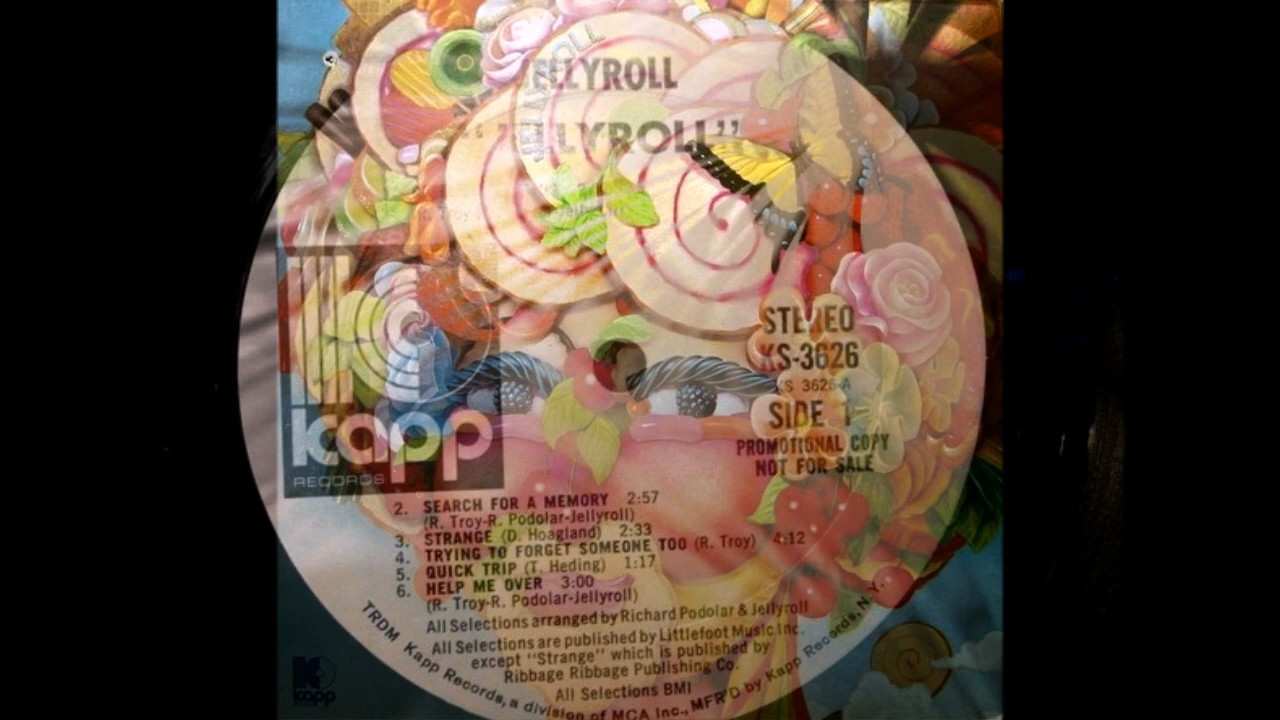 JELLYROLL
JELLYROLL
"JELLYROLL"
STEREO
KS-3626
KS 3626-A
SIDE 1
PROMOTIONAL COPY
NOT FOR SALE
kapp
RECORDS
2. SEARCH FOR A MEMORY 2:57
(R. Troy-R. Podolar-Jellyroll)
3. STRANGE (D. Hoagland) 2:33
4. TRYING TO FORGET SOMEONE TOO (R. Troy) 4:12
5. QUICK TRIP (T. Heding) 1:17
6. HELP ME OVER 3:00
(R. Troy-R. Podolar-Jellyroll)
All Selections arranged by Richard Podolar & Jellyroll
All Selections are published by Littlefoot Music Inc.
except "Strange" which is published by
Ribbage Ribbage Publishing Co.
All Selections BMI
TRDM Kapp Records, a division of MCA Inc., MFR'D by Kapp Records, N.Y.
kapp